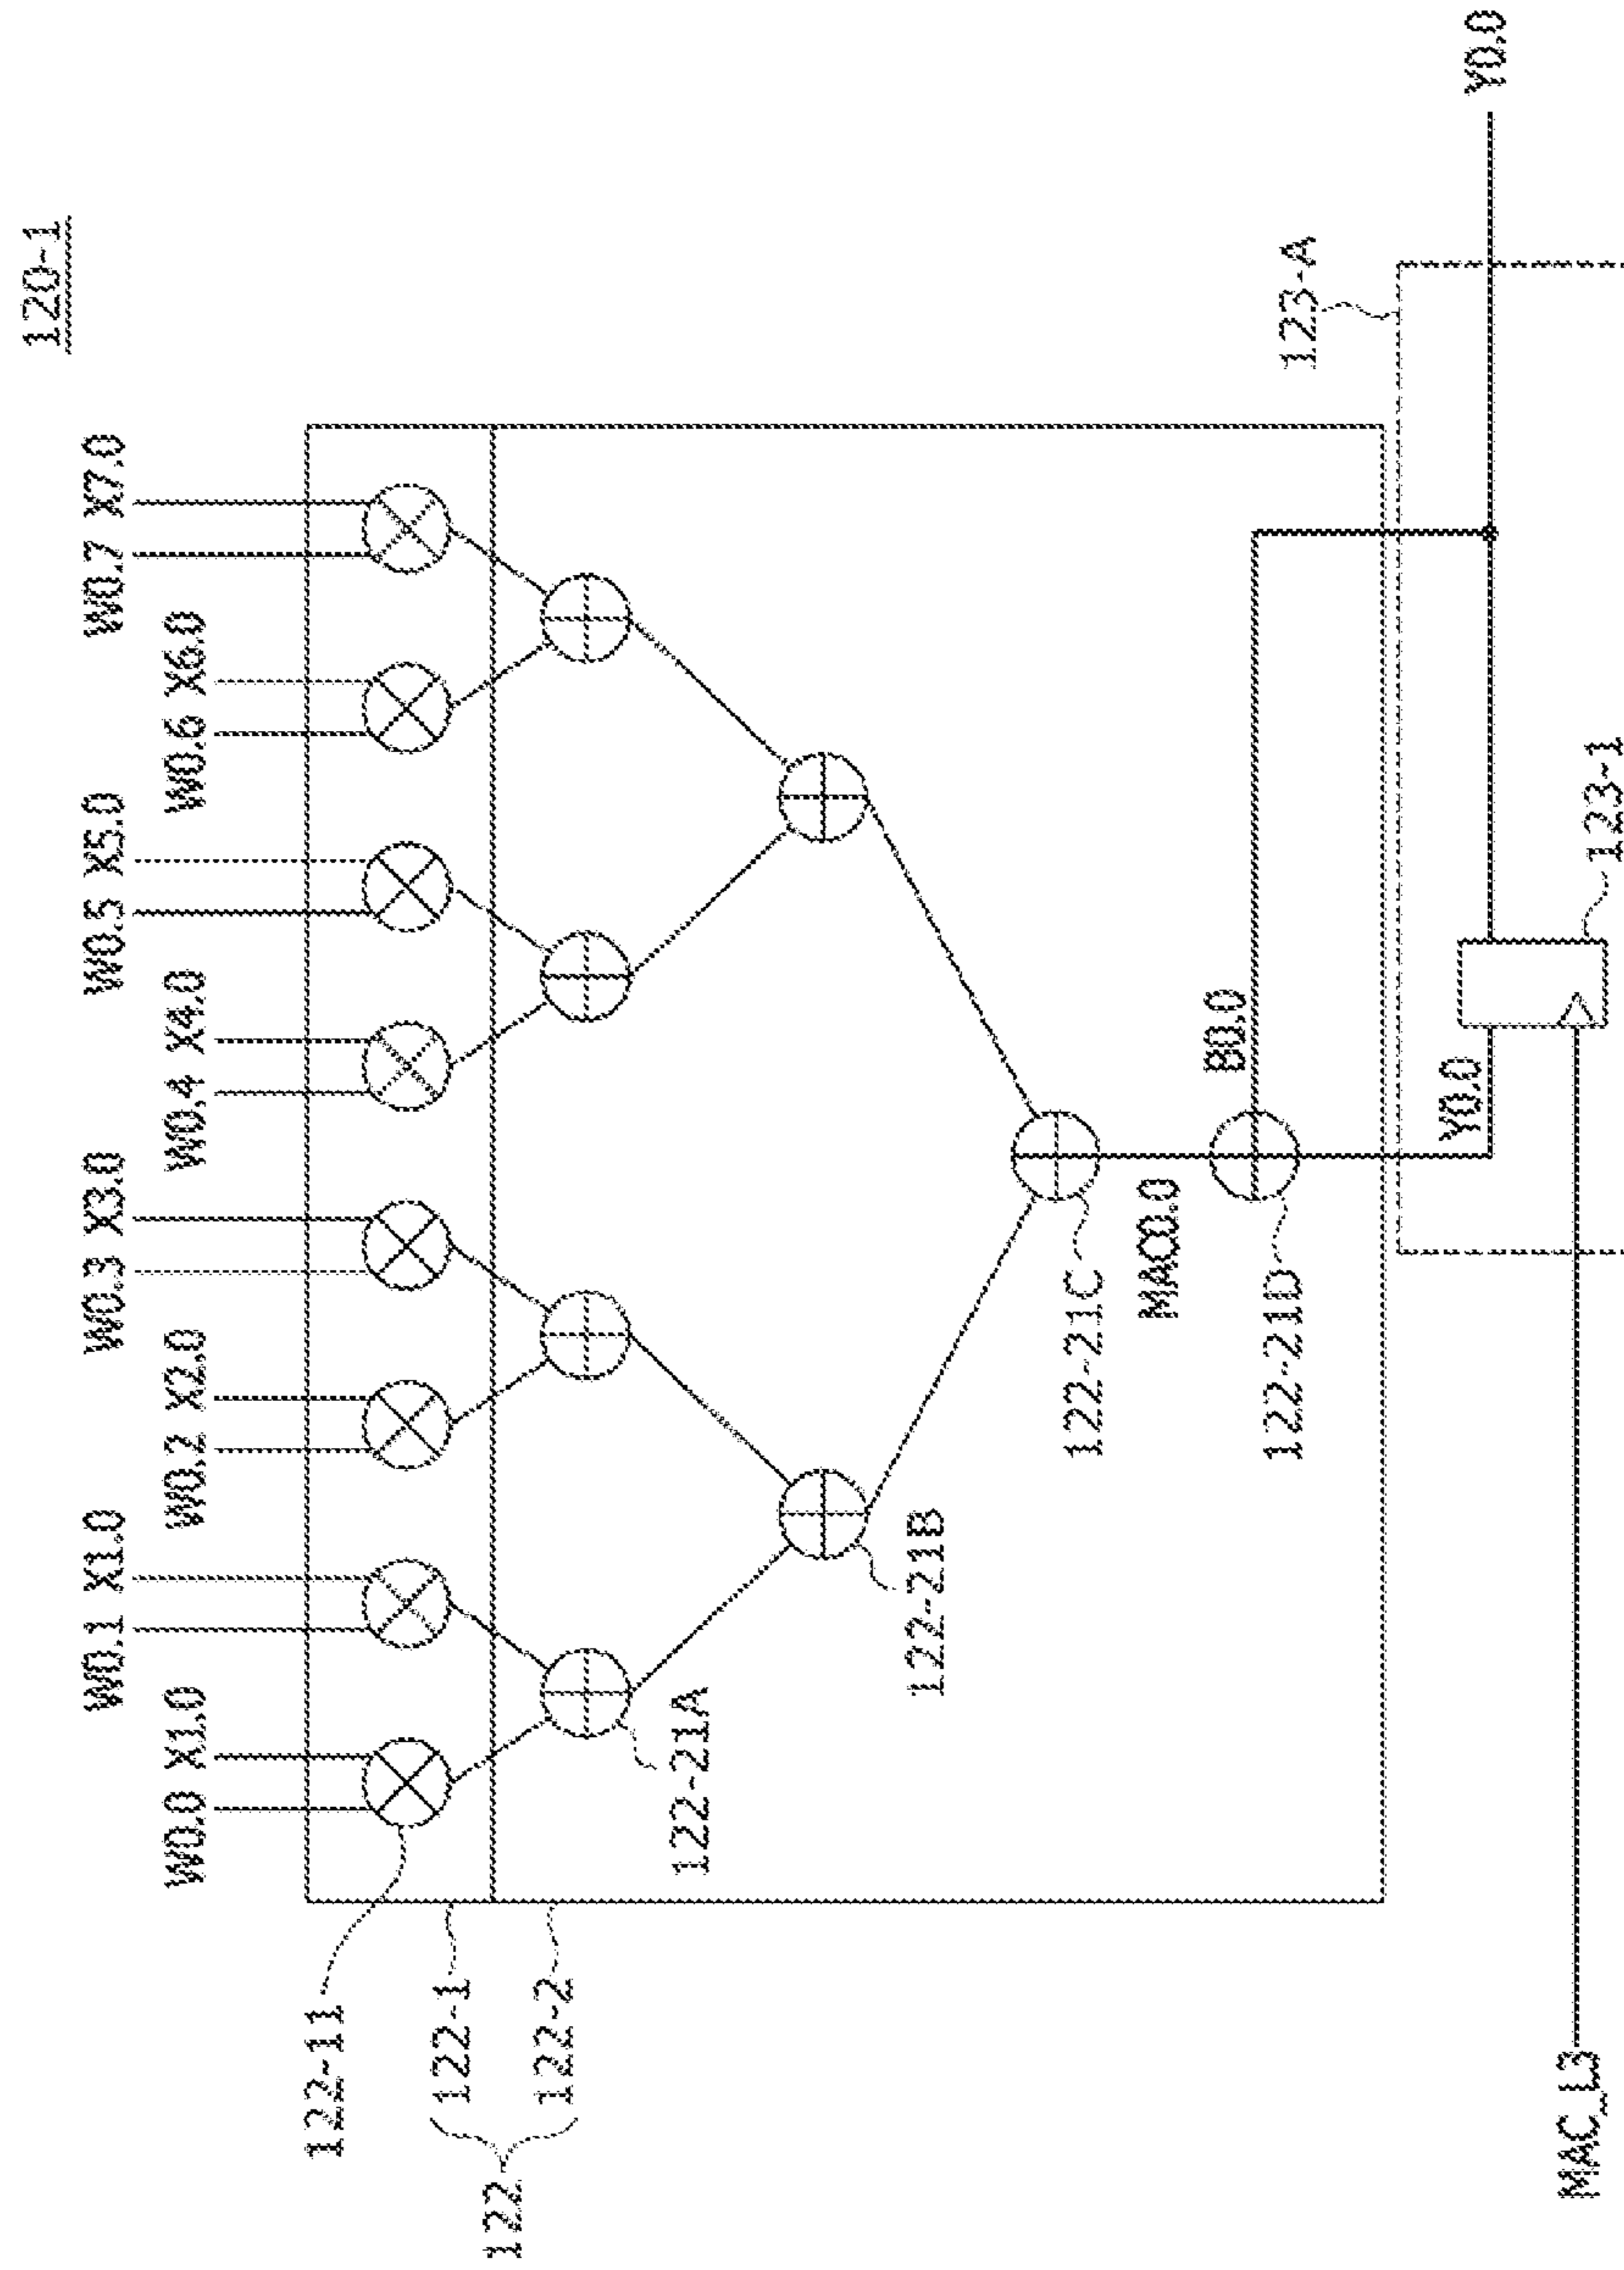 120-1
W0.1 X1.0
W0.3 X3.0
W0.5 X5.0
W0.7 X7.0
W0.0 X1.0
W0.2 X2.0
W0.4 X4.0
W0.6 X6.0
122-11
122-1
122-2
122
122-21A
122-21B
122-21C
MAC0.0
B0.0
122-21D
123-A
Y0.0
Y0.0
MAC_L3
123-1